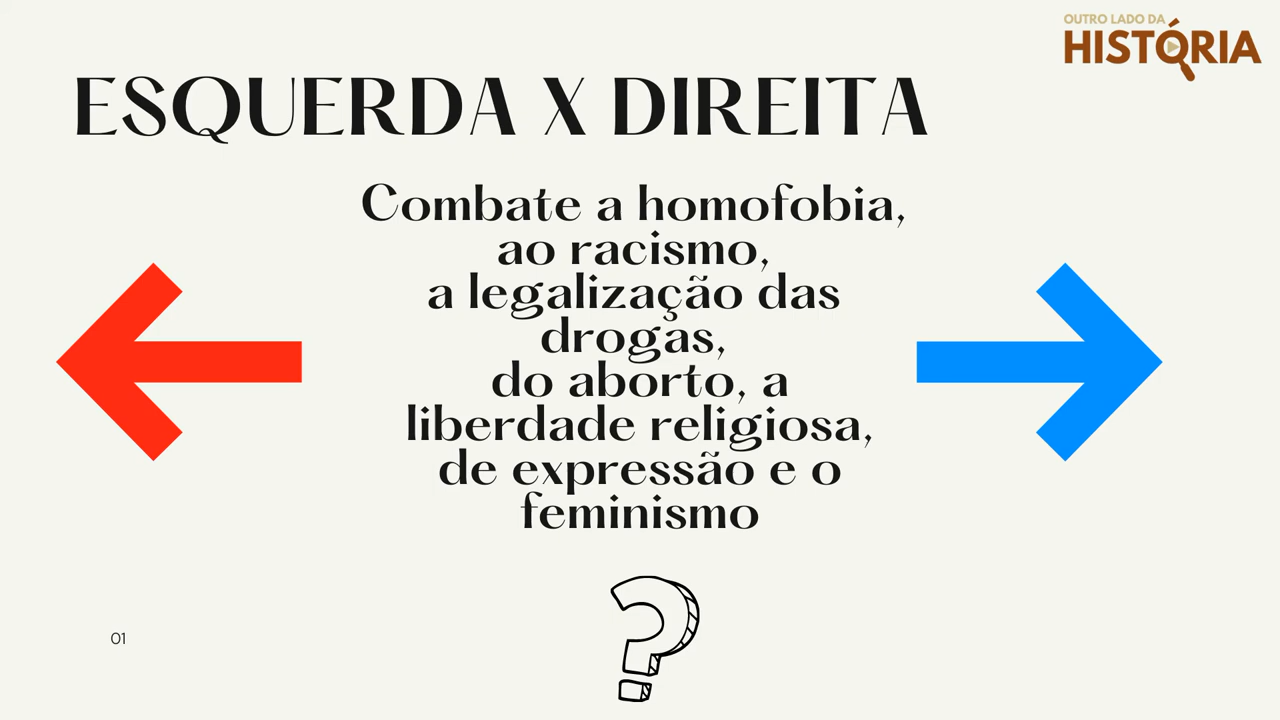 OUTRO LADO DA
HISTÓRIA
ESQUERDA X DIREITA
Combate a homofobia,
ao racismo,
a legalização das
drogas,
do aborto, a
liberdade religiosa,
de expressão e o
feminismo
?
01